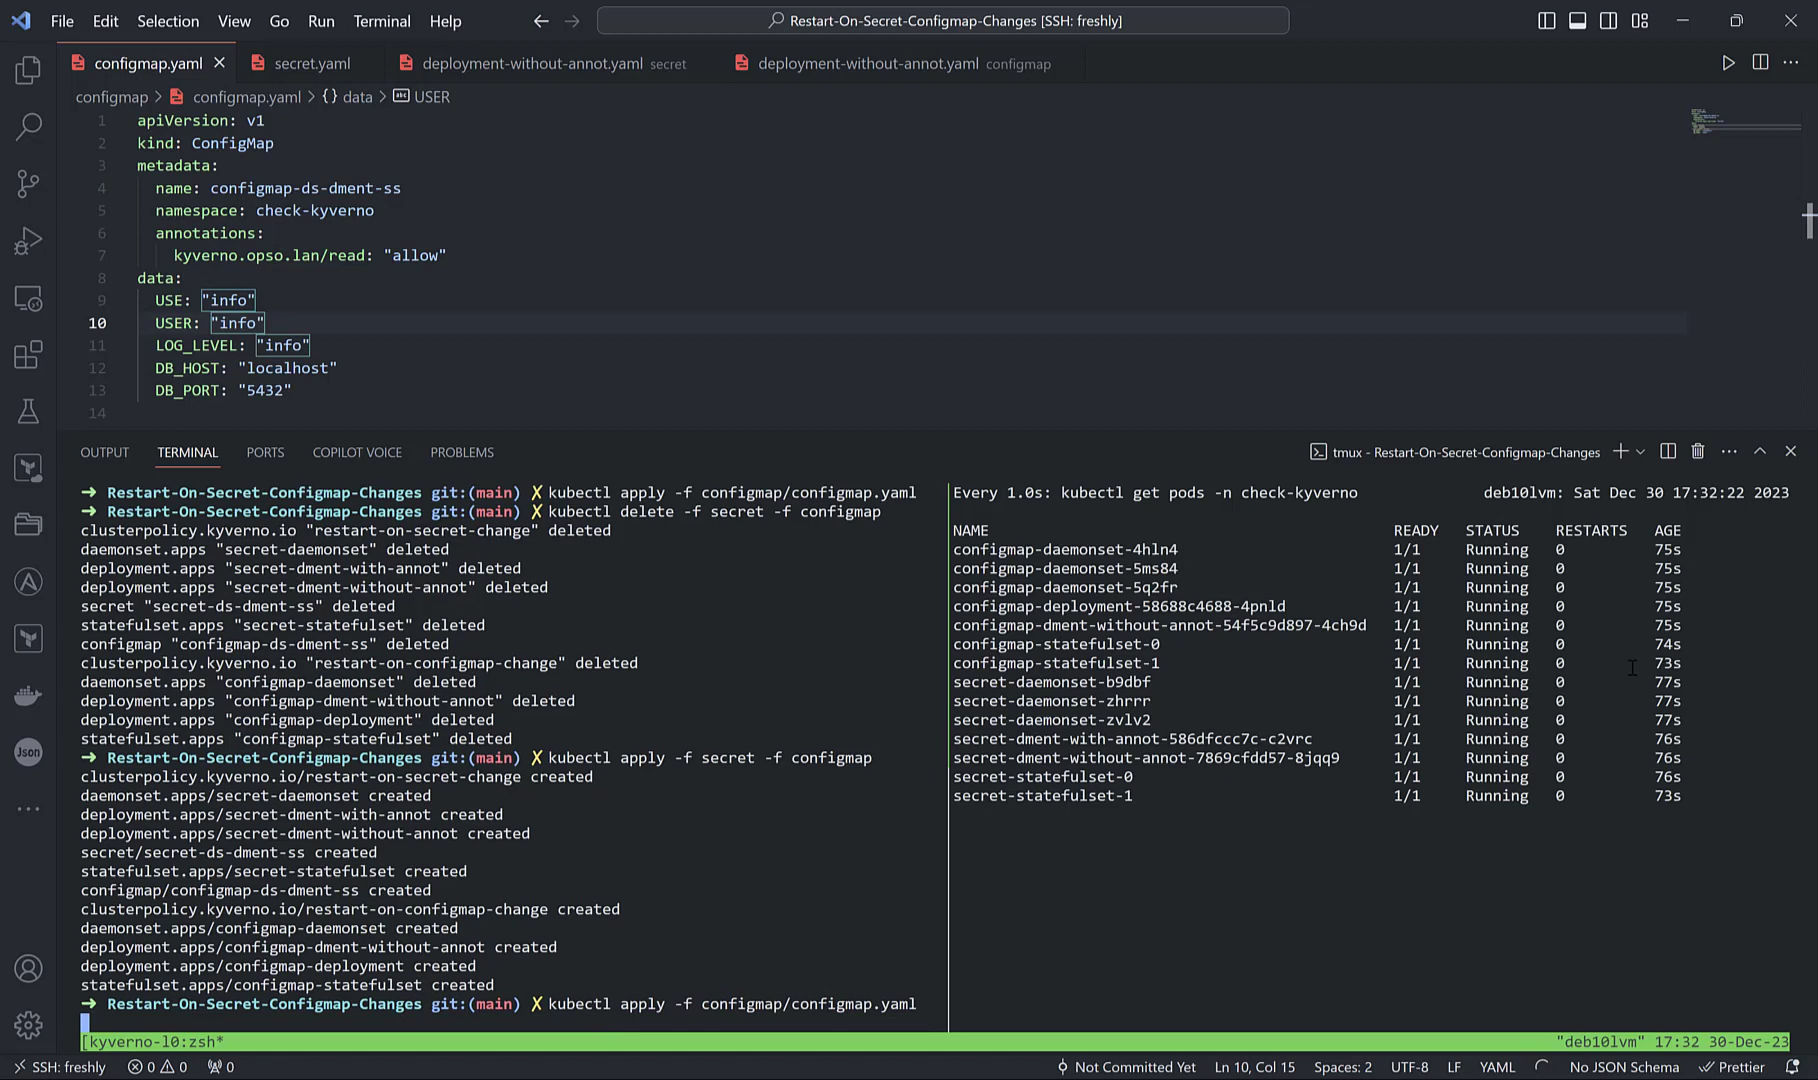 File Edit Selection View Go Run Terminal Help
Restart-On-Secret-Configmap-Changes [SSH: freshly]
configmap.yaml
secret.yaml
deployment-without-annot.yaml secret
deployment-without-annot.yaml configmap
configmap > configmap.yaml > {} data > USER
1 apiVersion: v1
2 kind: ConfigMap
3 metadata:
4 name: configmap-ds-dment-ss
5 namespace: check-kyverno
6 annotations:
7 kyverno.opso.lan/read: "allow"
8 data:
9 USE: "info"
10 USER: "info"
11 LOG_LEVEL: "info"
12 DB_HOST: "localhost"
13 DB_PORT: "5432"
14
OUTPUT TERMINAL PORTS COPILOT VOICE PROBLEMS
tmux - Restart-On-Secret-Configmap-Changes
➜ Restart-On-Secret-Configmap-Changes git:(main) ✗ kubectl apply -f configmap/configmap.yaml
➜ Restart-On-Secret-Configmap-Changes git:(main) ✗ kubectl delete -f secret -f configmap
clusterpolicy.kyverno.io "restart-on-secret-change" deleted
daemonset.apps "secret-daemonset" deleted
deployment.apps "secret-dment-with-annot" deleted
deployment.apps "secret-dment-without-annot" deleted
secret "secret-ds-dment-ss" deleted
statefulset.apps "secret-statefulset" deleted
configmap "configmap-ds-dment-ss" deleted
clusterpolicy.kyverno.io "restart-on-configmap-change" deleted
daemonset.apps "configmap-daemonset" deleted
deployment.apps "configmap-dment-without-annot" deleted
deployment.apps "configmap-deployment" deleted
statefulset.apps "configmap-statefulset" deleted
➜ Restart-On-Secret-Configmap-Changes git:(main) ✗ kubectl apply -f secret -f configmap
clusterpolicy.kyverno.io/restart-on-secret-change created
daemonset.apps/secret-daemonset created
deployment.apps/secret-dment-with-annot created
deployment.apps/secret-dment-without-annot created
secret/secret-ds-dment-ss created
statefulset.apps/secret-statefulset created
configmap/configmap-ds-dment-ss created
clusterpolicy.kyverno.io/restart-on-configmap-change created
daemonset.apps/configmap-daemonset created
deployment.apps/configmap-dment-without-annot created
deployment.apps/configmap-deployment created
statefulset.apps/configmap-statefulset created
➜ Restart-On-Secret-Configmap-Changes git:(main) ✗ kubectl apply -f configmap/configmap.yaml
Every 1.0s: kubectl get pods -n check-kyverno deb10lvm: Sat Dec 30 17:32:22 2023
NAME READY STATUS RESTARTS AGE
configmap-daemonset-4hln4 1/1 Running 0 75s
configmap-daemonset-5ms84 1/1 Running 0 75s
configmap-daemonset-5q2fr 1/1 Running 0 75s
configmap-deployment-58688c4688-4pnld 1/1 Running 0 75s
configmap-dment-without-annot-54f5c9d897-4ch9d 1/1 Running 0 75s
configmap-statefulset-0 1/1 Running 0 74s
configmap-statefulset-1 1/1 Running 0 73s
secret-daemonset-b9dbf 1/1 Running 0 77s
secret-daemonset-zhrrr 1/1 Running 0 77s
secret-daemonset-zvlv2 1/1 Running 0 77s
secret-dment-with-annot-586dfccc7c-c2vrc 1/1 Running 0 76s
secret-dment-without-annot-7869cfdd57-8jqq9 1/1 Running 0 76s
secret-statefulset-0 1/1 Running 0 76s
secret-statefulset-1 1/1 Running 0 73s
[kyverno-l0:zsh* "deb10lvm" 17:32 30-Dec-23
Json
SSH: freshly 0 0 0 Not Committed Yet Ln 10, Col 15 Spaces: 2 UTF-8 LF YAML No JSON Schema Prettier